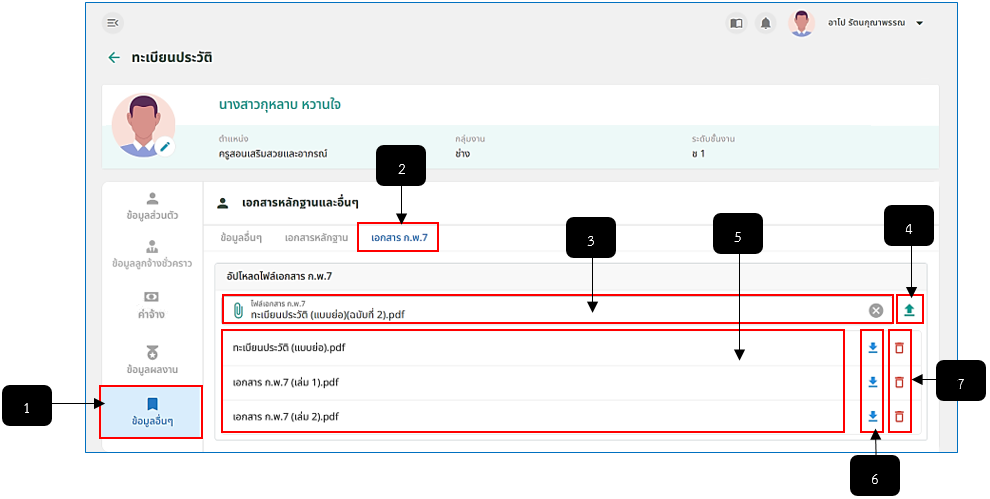 อาไป รัตนกุณาพรรณ
ทะเบียนประวัติ
นางสาวกุหลาบ หวานใจ
ตำแหน่ง
กลุ่มงาน
ระดับชั้นงาน
ครูสอนเสริมสวยและอาภรณ์
ช่าง
ช 1
2
ข้อมูลส่วนตัว
เอกสารหลักฐานและอื่นๆ
4
5
3
ข้อมูลอื่นๆ
เอกสารหลักฐาน
เอกสาร ก.พ.7
ข้อมูลลูกจ้างชั่วคราว
อัปโหลดไฟล์เอกสาร ก.พ.7
ไฟล์เอกสาร ก.พ.7
ทะเบียนประวัติ (แบบย่อ)(ฉบับที่ 2).pdf
ค่าจ้าง
ทะเบียนประวัติ (แบบย่อ).pdf
ข้อมูลผลงาน
เอกสาร ก.พ.7 (เล่ม 1).pdf
7
1
ข้อมูลอื่นๆ
เอกสาร ก.พ.7 (เล่ม 2).pdf
6